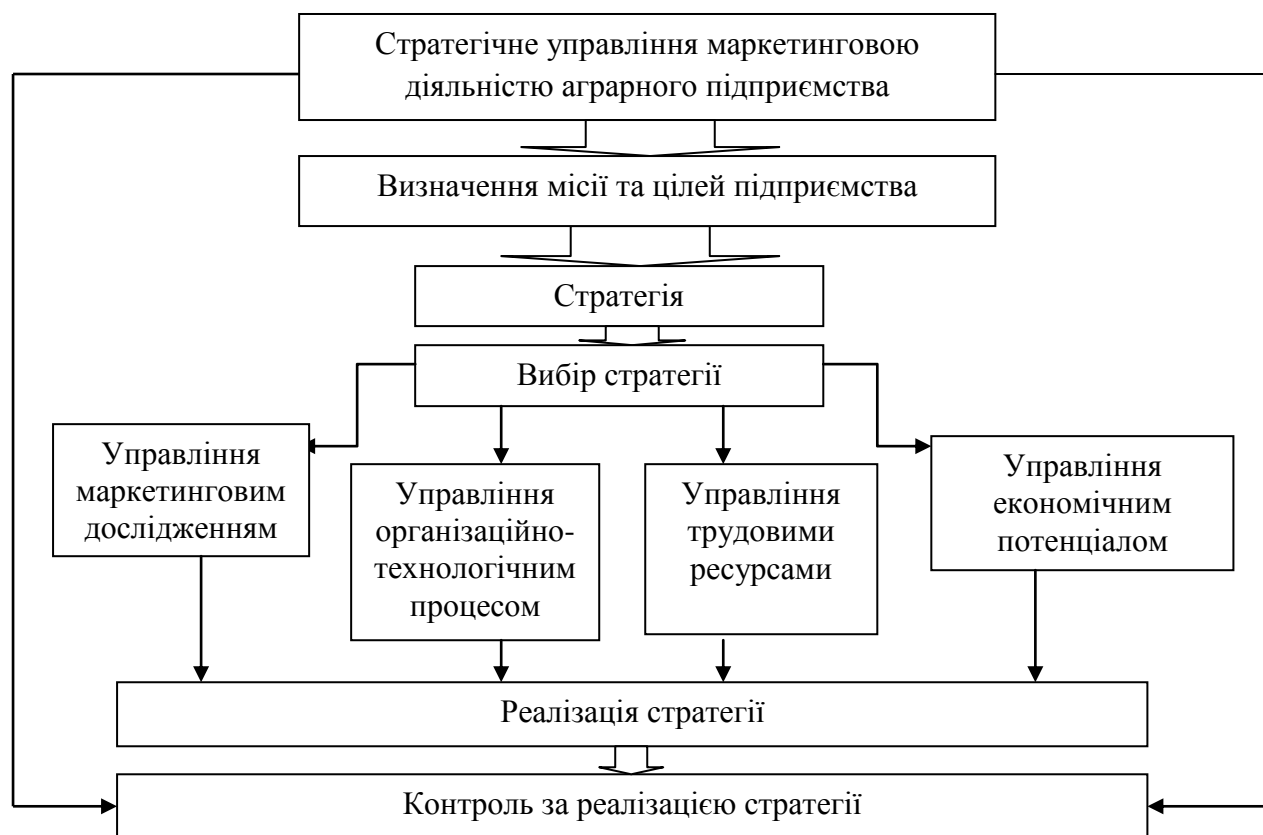 Стратегічне управління маркетинговою
діяльністю аграрного підприємства
Визначення місії та цілей підприємства
Стратегія
Вибір стратегії
Управління
маркетинговим
дослідженням
Управління
організаційно-
технологічним
процесом
Управління
трудовими
ресурсами
Управління
економічним
потенціалом
Реалізація стратегії
Контроль за реалізацією стратегії